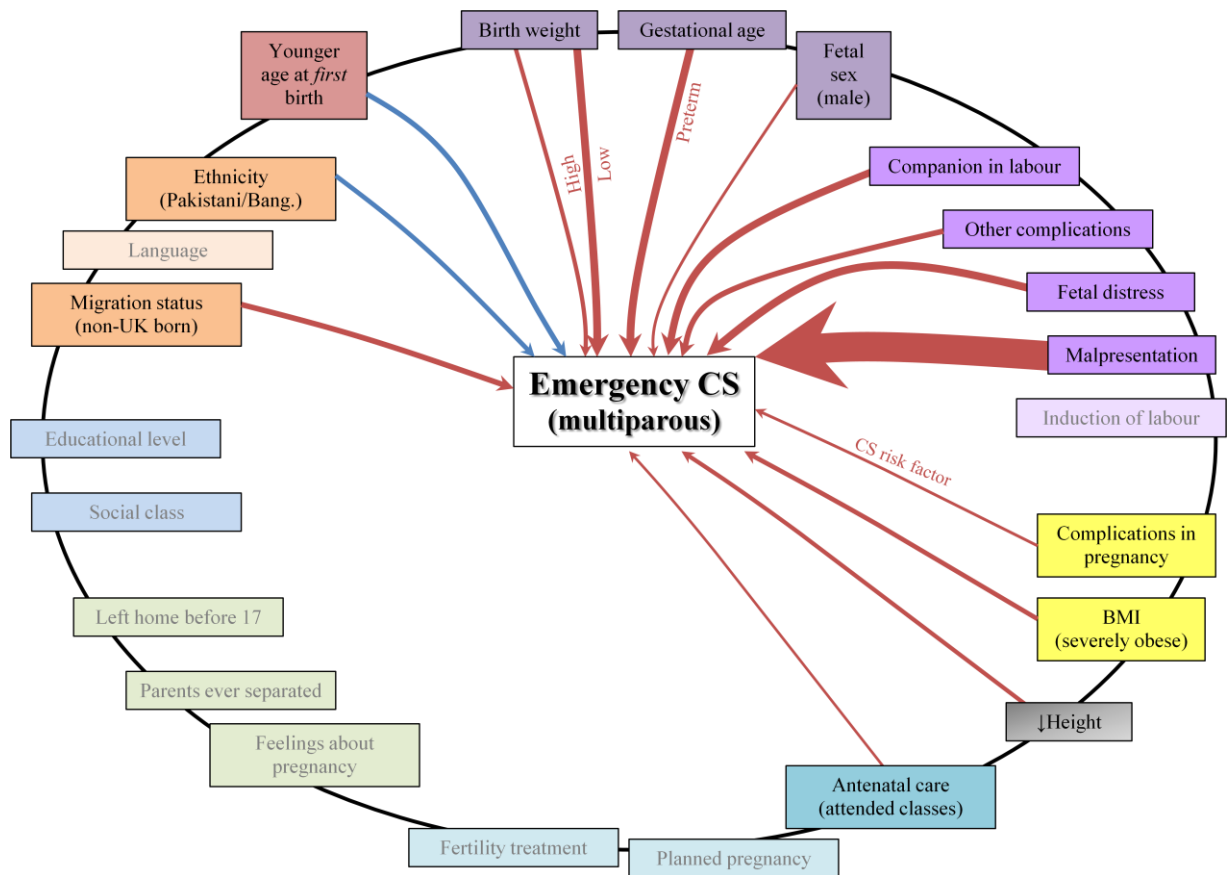 Birth weight
Gestational age
Younger
age at first
birth
Fetal
sex
(male)
High
Low
Preterm
Companion in labour
Ethnicity
(Pakistani/Bang.)
Other complications
Language
Migration status
(non-UK born)
Fetal distress
Malpresentation
Emergency CS
(multiparous)
Induction of labour
Educational level
CS risk factor
Social class
Complications in
pregnancy
Left home before 17
BMI
(severely obese)
Parents ever separated
↓Height
Feelings about
pregnancy
Antenatal care
(attended classes)
Fertility treatment
Planned pregnancy